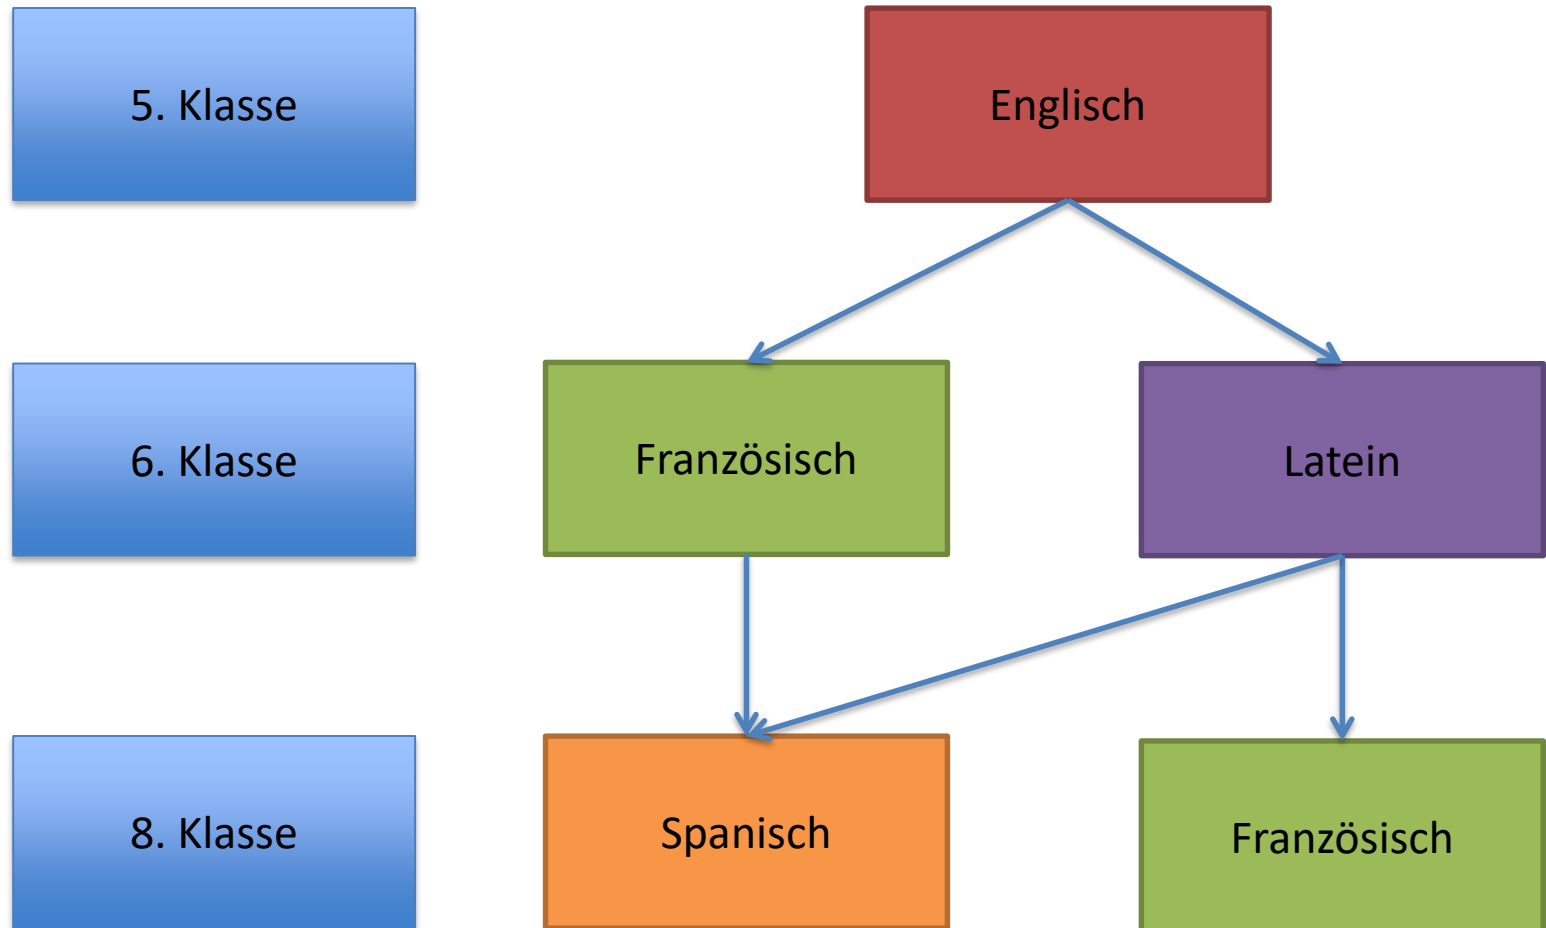 5. Klasse
Englisch
6. Klasse
Französisch
Latein
8. Klasse
Spanisch
Französisch